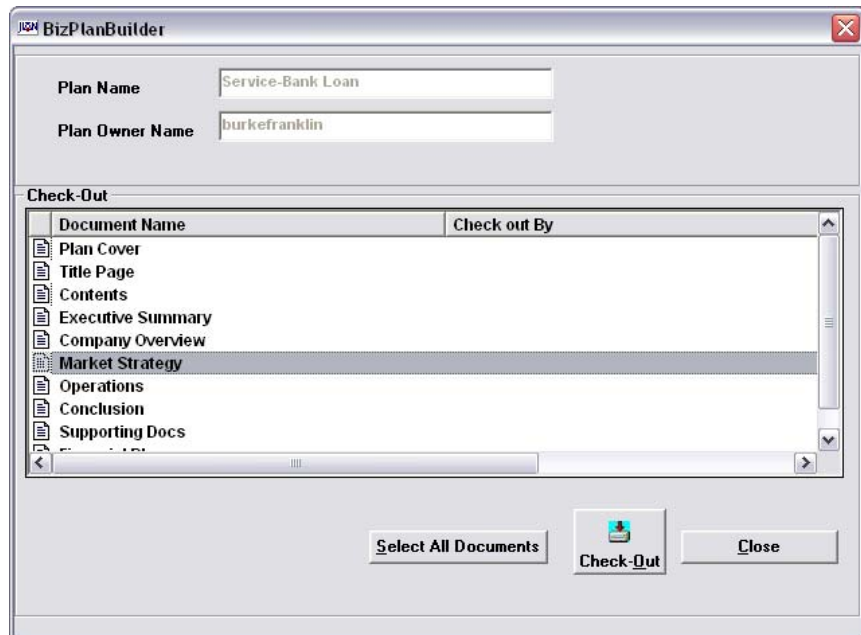 JIAN BizPlanBuilder
Plan Name Service-Bank Loan
Plan Owner Name burkefranklin
Check-Out
Document Name Check out By
Plan Cover
Title Page
Contents
Executive Summary
Company Overview
Market Strategy
Operations
Conclusion
Supporting Docs
Select All Documents Check-Out Close